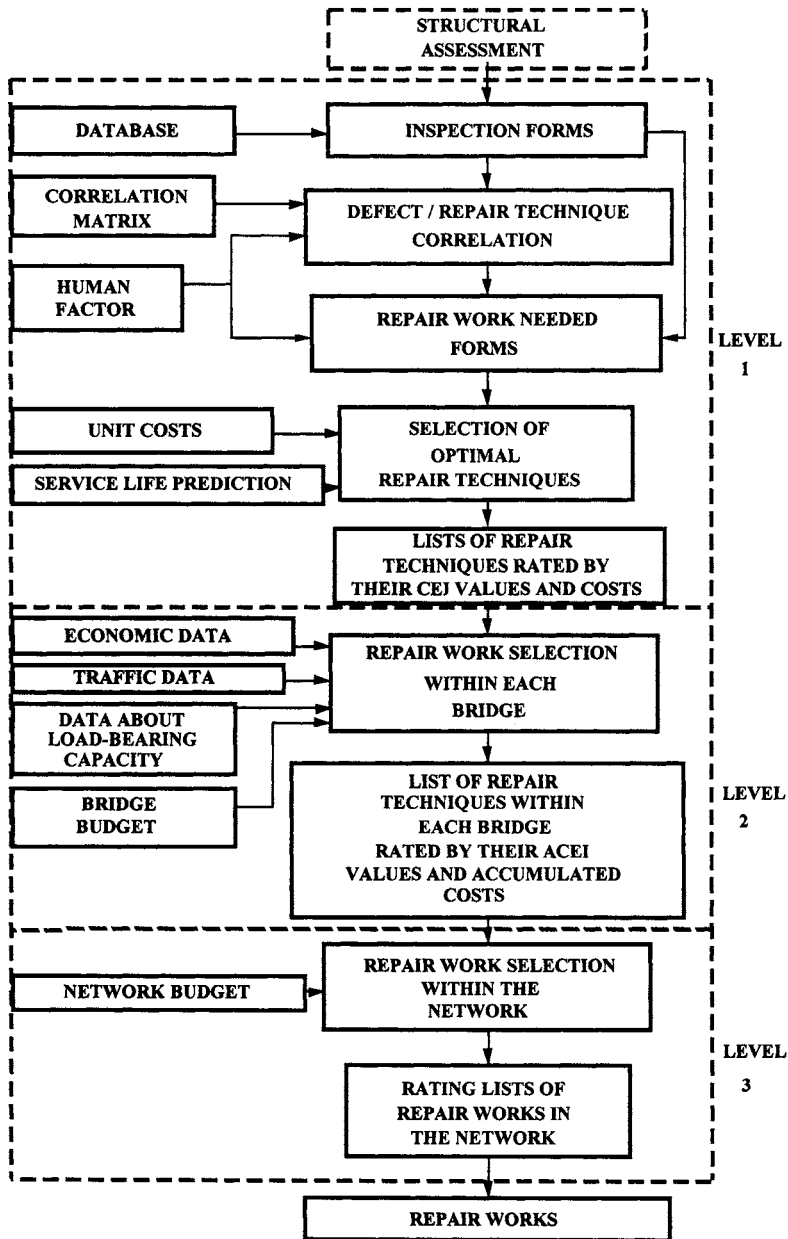 STRUCTURAL
ASSESSMENT
DATABASE
INSPECTION FORMS
CORRELATION
MATRIX
DEFECT / REPAIR TECHNIQUE
CORRELATION
HUMAN
FACTOR
REPAIR WORK NEEDED
FORMS
LEVEL
1
UNIT COSTS
SELECTION OF
OPTIMAL
REPAIR TECHNIQUES
SERVICE LIFE PREDICTION
LISTS OF REPAIR
TECHNIQUES RATED BY
THEIR CEI VALUES AND COSTS
ECONOMIC DATA
TRAFFIC DATA
DATA ABOUT
LOAD-BEARING
CAPACITY
BRIDGE
BUDGET
REPAIR WORK SELECTION
WITHIN EACH
BRIDGE
LIST OF REPAIR
TECHNIQUES WITHIN
EACH BRIDGE
RATED BY THEIR ACEI
VALUES AND ACCUMULATED
COSTS
LEVEL
2
NETWORK BUDGET
REPAIR WORK SELECTION
WITHIN THE
NETWORK
RATING LISTS OF
REPAIR WORKS IN
THE NETWORK
LEVEL
3
REPAIR WORKS